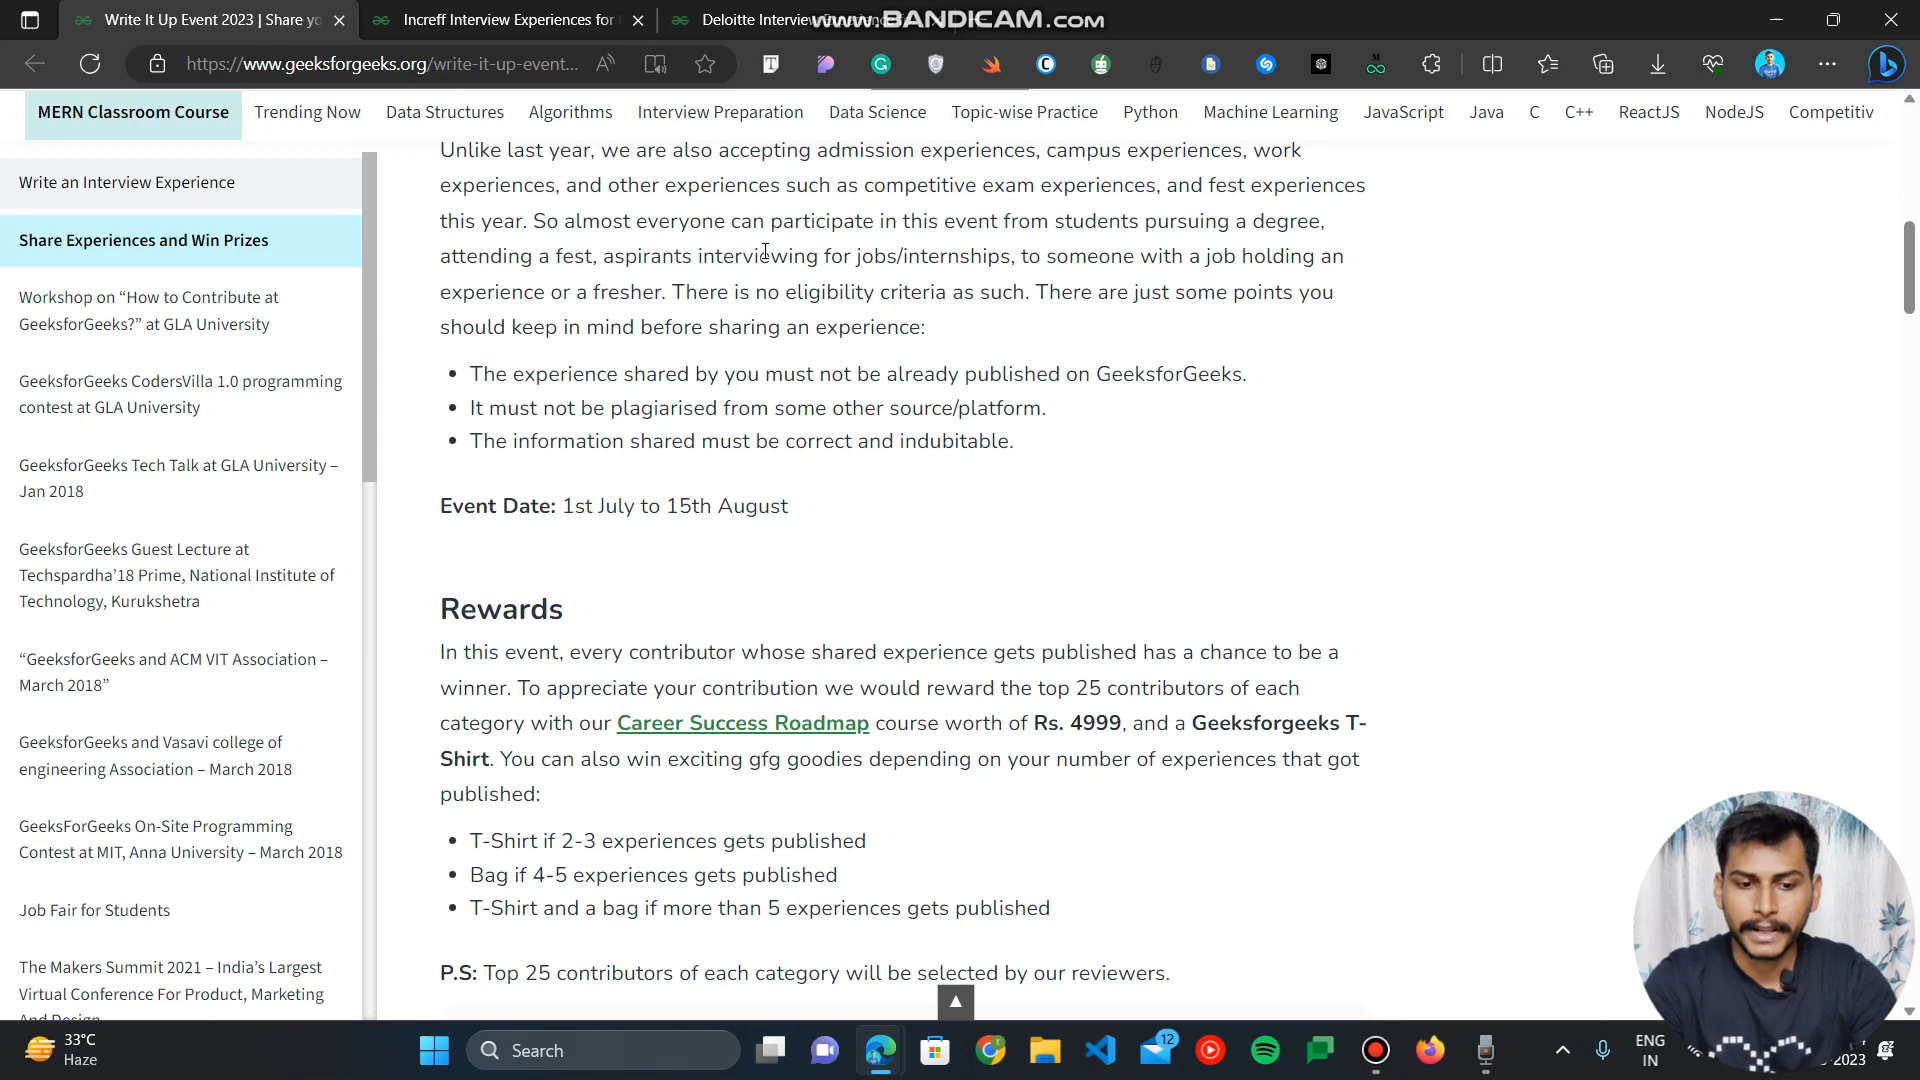 Write It Up Event 2023 | Share yo
Increff Interview Experiences for
Deloitte Interview
www.BANDICAM.com
https://www.geeksforgeeks.org/write-it-up-event...
MERN Classroom Course
Trending Now
Data Structures
Algorithms
Interview Preparation
Data Science
Topic-wise Practice
Python
Machine Learning
JavaScript
Java
C
C++
ReactJS
NodeJS
Competitiv
Write an Interview Experience
Share Experiences and Win Prizes
Workshop on “How to Contribute at
GeeksforGeeks?” at GLA University
GeeksforGeeks CodersVilla 1.0 programming
contest at GLA University
GeeksforGeeks Tech Talk at GLA University –
Jan 2018
GeeksforGeeks Guest Lecture at
Techspardha’18 Prime, National Institute of
Technology, Kurukshetra
“GeeksforGeeks and ACM VIT Association –
March 2018”
GeeksforGeeks and Vasavi college of
engineering Association – March 2018
GeeksForGeeks On-Site Programming
Contest at MIT, Anna University – March 2018
Job Fair for Students
The Makers Summit 2021 – India’s Largest
Virtual Conference For Product, Marketing
And Design
Unlike last year, we are also accepting admission experiences, campus experiences, work
experiences, and other experiences such as competitive exam experiences, and fest experiences
this year. So almost everyone can participate in this event from students pursuing a degree,
attending a fest, aspirants interviewing for jobs/internships, to someone with a job holding an
experience or a fresher. There is no eligibility criteria as such. There are just some points you
should keep in mind before sharing an experience:
• The experience shared by you must not be already published on GeeksforGeeks.
• It must not be plagiarised from some other source/platform.
• The information shared must be correct and indubitable.
Event Date: 1st July to 15th August
Rewards
In this event, every contributor whose shared experience gets published has a chance to be a
winner. To appreciate your contribution we would reward the top 25 contributors of each
category with our Career Success Roadmap course worth of Rs. 4999, and a Geeksforgeeks T-
Shirt. You can also win exciting gfg goodies depending on your number of experiences that got
published:
• T-Shirt if 2-3 experiences gets published
• Bag if 4-5 experiences gets published
• T-Shirt and a bag if more than 5 experiences gets published
P.S: Top 25 contributors of each category will be selected by our reviewers.
33°C
Haze
Search
12
ENG
IN
2023